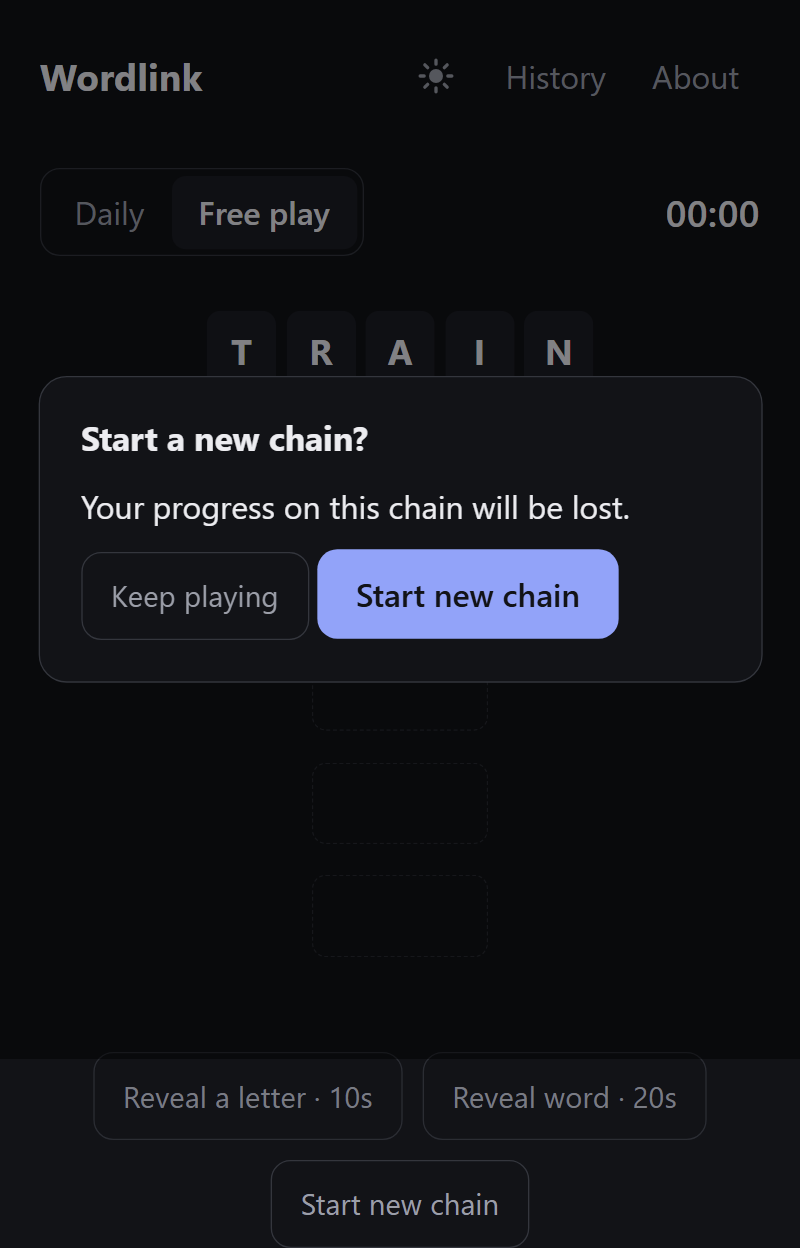 Wordlink History About
Daily Free play 00:00
T R A I N
Start a new chain?
Your progress on this chain will be lost.
Keep playing Start new chain
Reveal a letter · 10s Reveal word · 20s
Start new chain